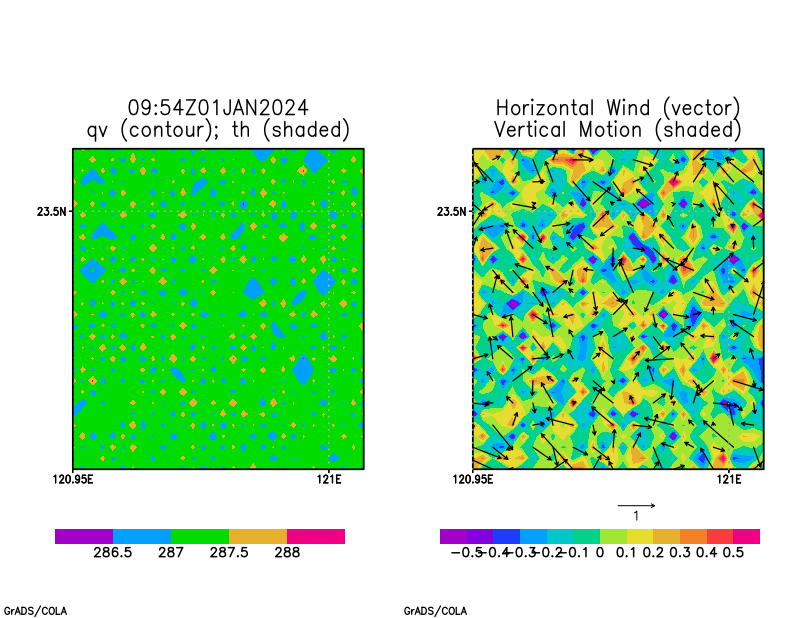 09:54Z01JAN2024
qv (contour); th (shaded)
Horizontal Wind (vector)
Vertical Motion (shaded)
23.5N
23.5N
120.95E
121E
120.95E
121E
1
286.5 287 287.5 288
-0.5 -0.4 -0.3 -0.2 -0.1 0 0.1 0.2 0.3 0.4 0.5
GrADS/COLA
GrADS/COLA